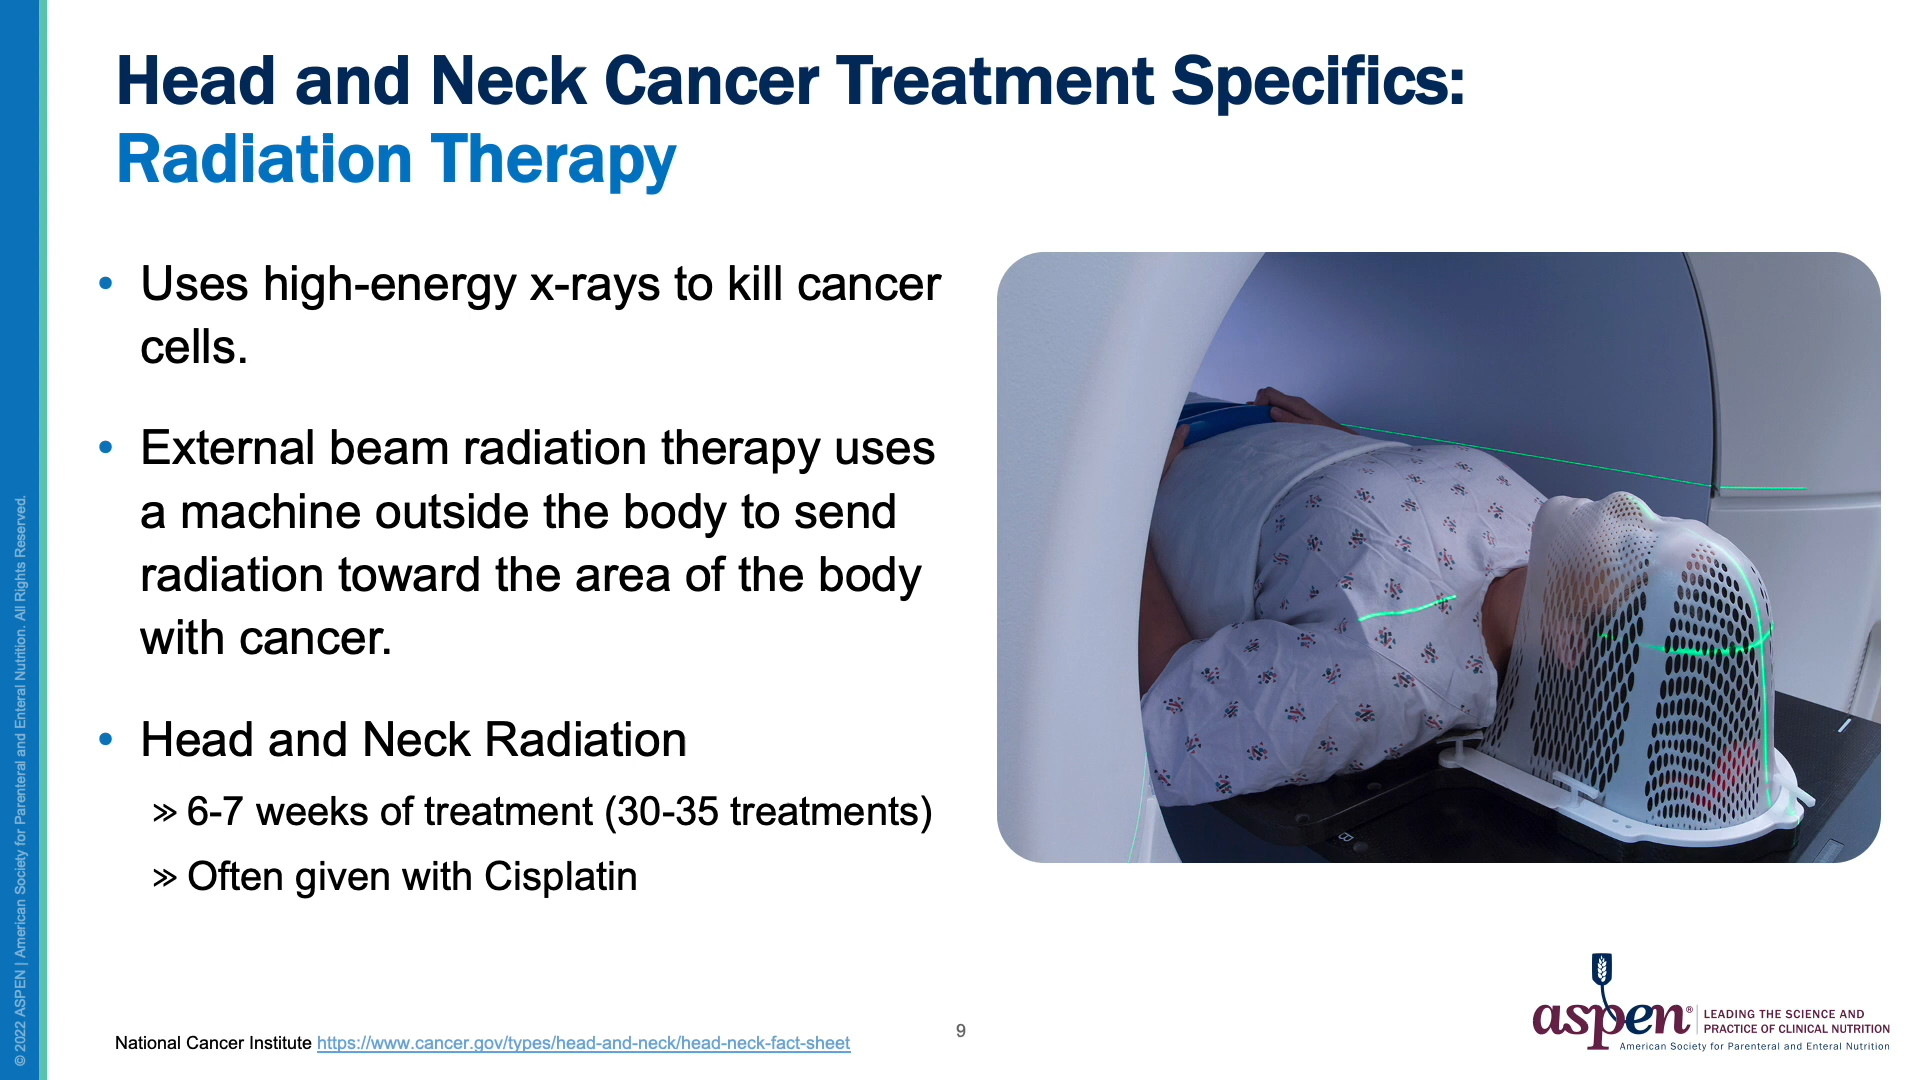 Head and Neck Cancer Treatment Specifics:
Radiation Therapy
• Uses high-energy x-rays to kill cancer
cells.
• External beam radiation therapy uses
a machine outside the body to send
radiation toward the area of the body
with cancer.
• Head and Neck Radiation
» 6-7 weeks of treatment (30-35 treatments)
» Often given with Cisplatin
B
National Cancer Institute https://www.cancer.gov/types/head-and-neck/head-neck-fact-sheet
9
aspen®
LEADING THE SCIENCE AND
PRACTICE OF CLINICAL NUTRITION
American Society for Parenteral and Enteral Nutrition
© 2022 ASPEN | American Society for Parenteral and Enteral Nutrition. All Rights Reserved.